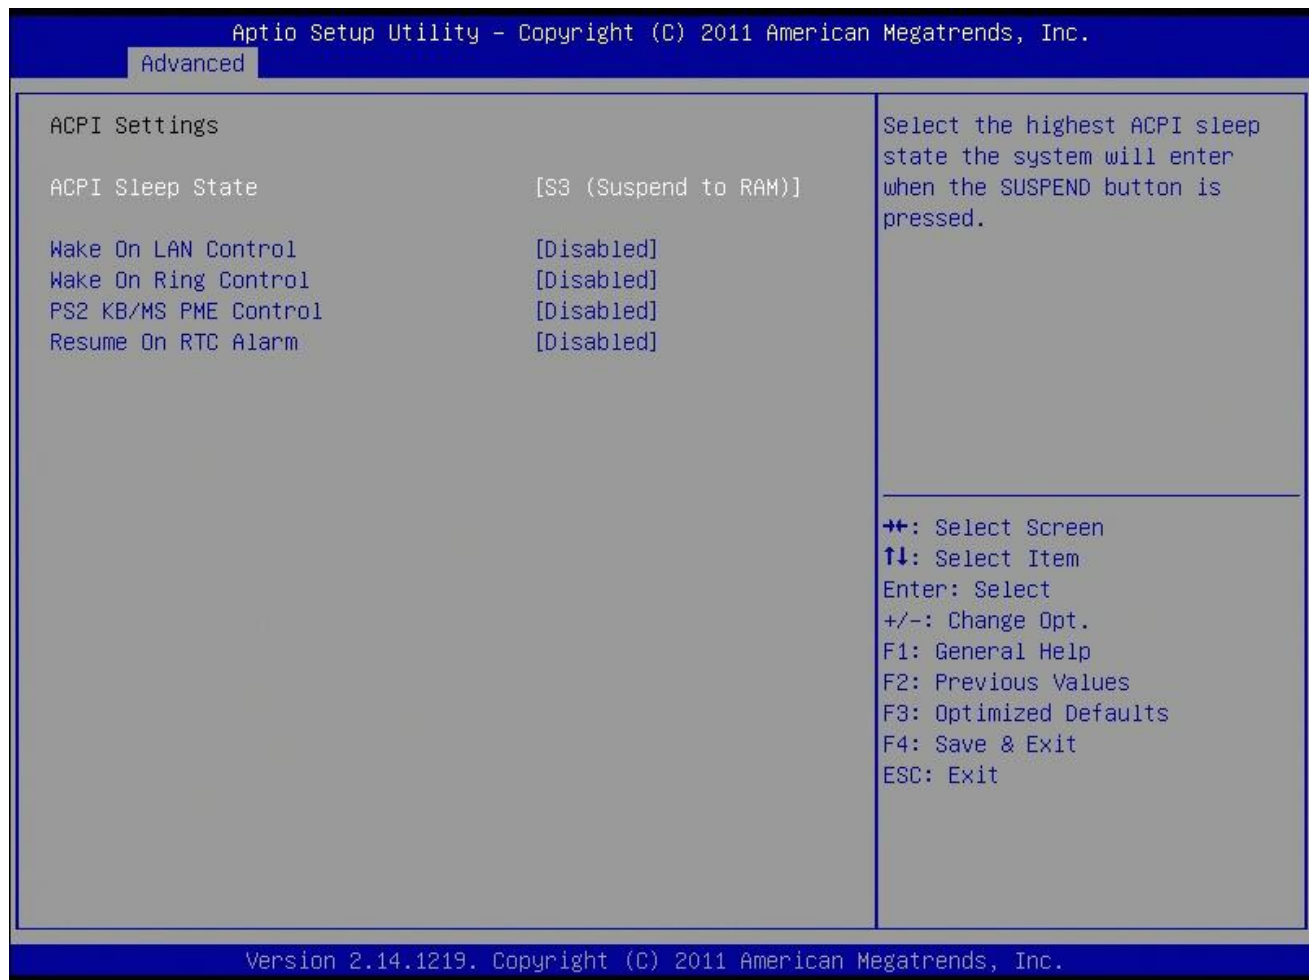 Aptio Setup Utility – Copyright (C) 2011 American Megatrends, Inc.
Advanced
ACPI Settings
ACPI Sleep State [S3 (Suspend to RAM)]
Wake On LAN Control [Disabled]
Wake On Ring Control [Disabled]
PS2 KB/MS PME Control [Disabled]
Resume On RTC Alarm [Disabled]
Select the highest ACPI sleep
state the system will enter
when the SUSPEND button is
pressed.
→←: Select Screen
↑↓: Select Item
Enter: Select
+/-: Change Opt.
F1: General Help
F2: Previous Values
F3: Optimized Defaults
F4: Save & Exit
ESC: Exit
Version 2.14.1219. Copyright (C) 2011 American Megatrends, Inc.